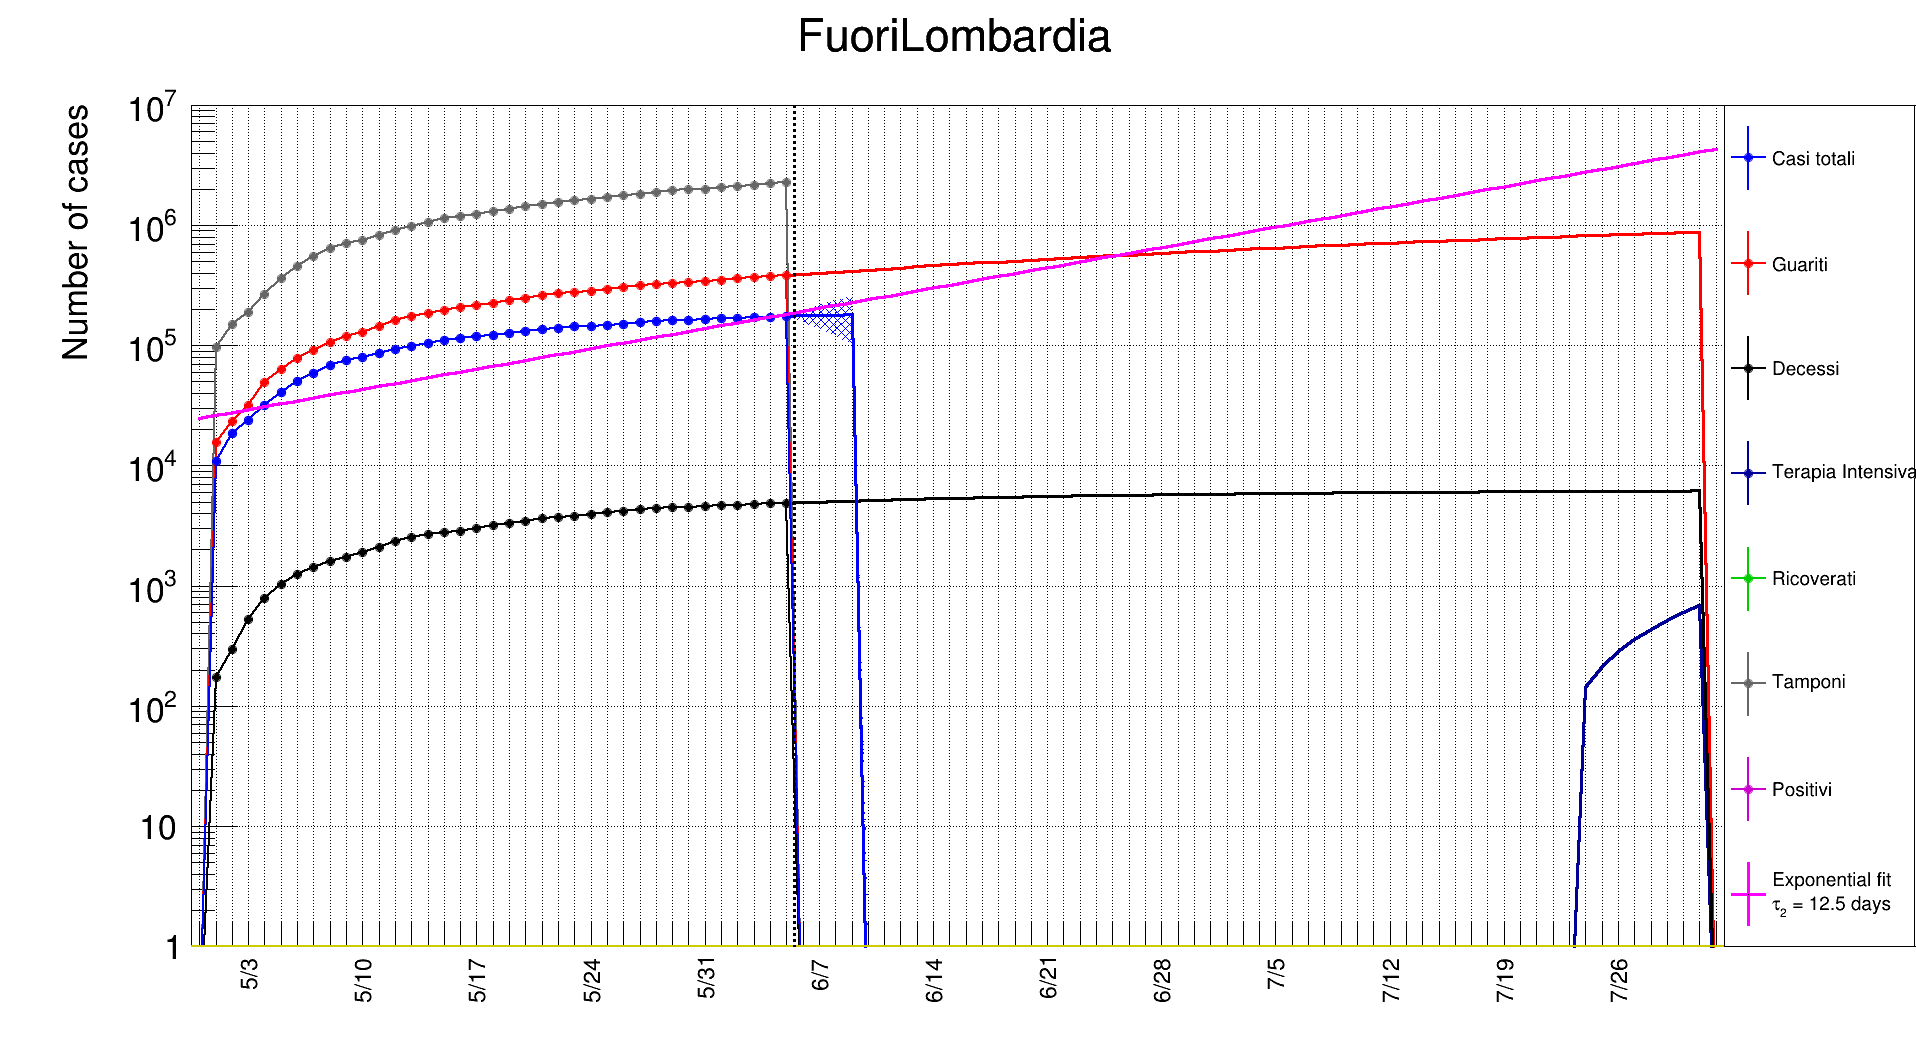 FuoriLombardia
Number of cases
10^7
10^6
10^5
10^4
10^3
10^2
10
1
5/3
5/10
5/17
5/24
5/31
6/7
6/14
6/21
6/28
7/5
7/12
7/19
7/26
Casi totali
Guariti
Decessi
Terapia Intensiva
Ricoverati
Tamponi
Positivi
Exponential fit
τ_2 = 12.5 days